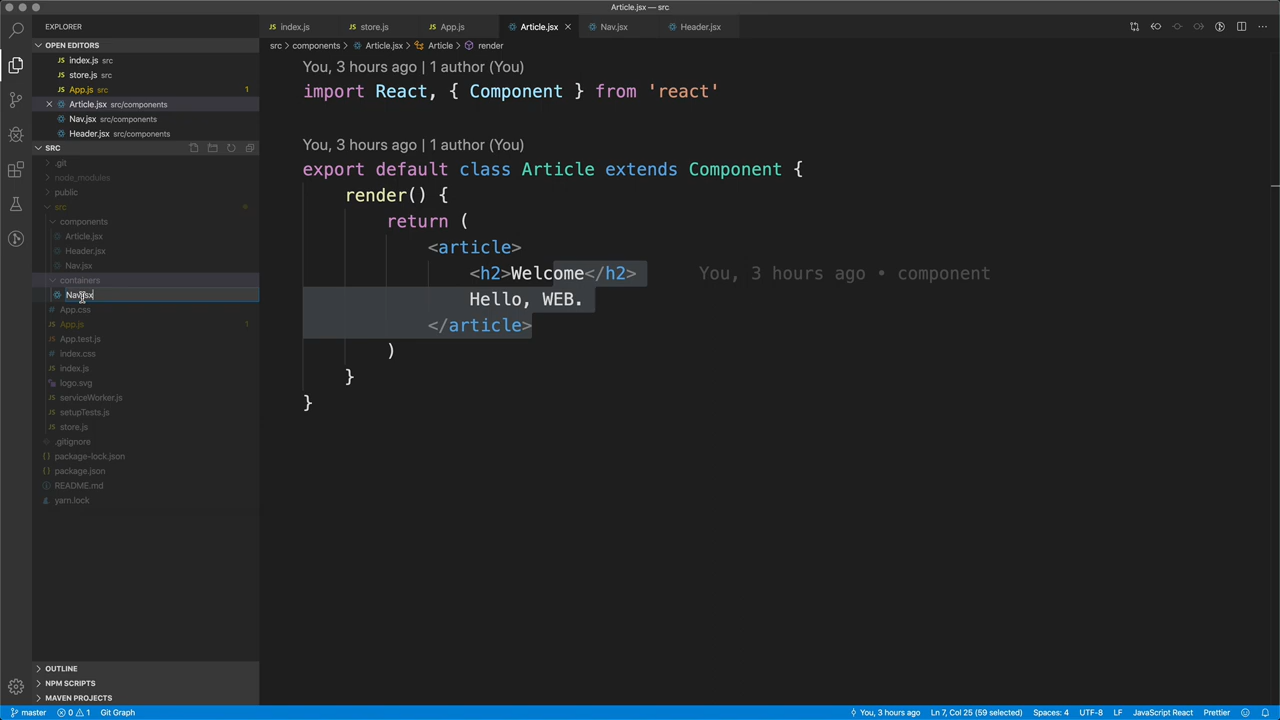 Article.jsx — src
EXPLORER
index.js
store.js
App.js
Article.jsx
Nav.jsx
Header.jsx
OPEN EDITORS
src > components > Article.jsx > Article > render
index.js src
store.js src
App.js src 1
Article.jsx src/components
Nav.jsx src/components
Header.jsx src/components
SRC
.git
node_modules
public
src
components
Article.jsx
Header.jsx
Nav.jsx
containers
Nav.jsx
App.css
App.js 1
App.test.js
index.css
index.js
logo.svg
serviceWorker.js
setupTests.js
store.js
.gitignore
package-lock.json
package.json
README.md
yarn.lock
OUTLINE
NPM SCRIPTS
MAVEN PROJECTS
You, 3 hours ago | 1 author (You)
import React, { Component } from 'react'
You, 3 hours ago | 1 author (You)
export default class Article extends Component {
render() {
return (
<article>
<h2>Welcome</h2> You, 3 hours ago • component
Hello, WEB.
</article>
)
}
}
master 0 1 Git Graph
You, 3 hours ago Ln 7, Col 25 (59 selected) Spaces: 4 UTF-8 LF JavaScript React Prettier